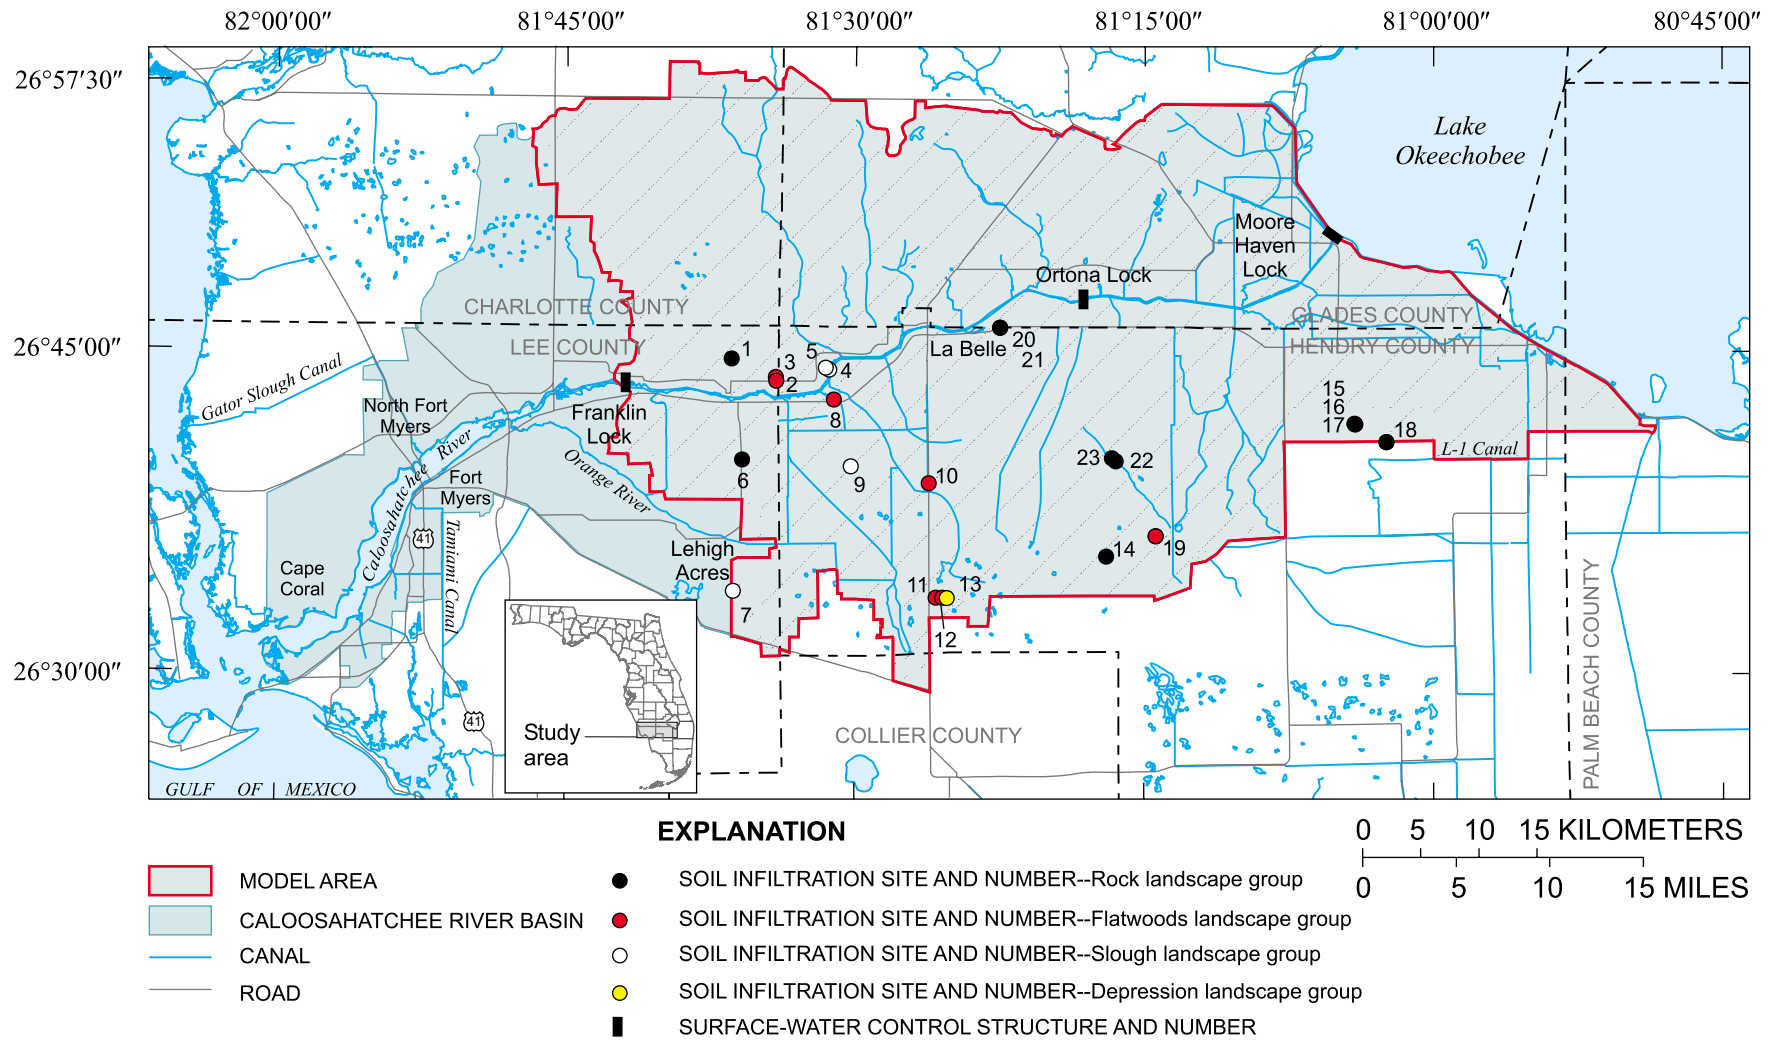 82°00′00″ 81°45′00″ 81°30′00″ 81°15′00″ 81°00′00″ 80°45′00″
26°57′30″
26°45′00″
26°30′00″
Lake
Okeechobee
Moore
Haven
Lock
Ortona Lock
CHARLOTTE COUNTY
GLADES COUNTY
LEE COUNTY
HENDRY COUNTY
La Belle
20
21
1
3
2
5
4
8
Gator Slough Canal
North Fort
Myers
Franklin
Lock
15
16
17
18
L-1 Canal
Caloosahatchee River
Orange River
Fort
Myers
6
9
10
23
22
41
Tamiami Canal
Lehigh
Acres
14
19
Cape
Coral
7
11
13
12
41
Study
area
COLLIER COUNTY
PALM BEACH COUNTY
GULF OF MEXICO
EXPLANATION
MODEL AREA
CALOOSAHATCHEE RIVER BASIN
CANAL
ROAD
SOIL INFILTRATION SITE AND NUMBER--Rock landscape group
SOIL INFILTRATION SITE AND NUMBER--Flatwoods landscape group
SOIL INFILTRATION SITE AND NUMBER--Slough landscape group
SOIL INFILTRATION SITE AND NUMBER--Depression landscape group
SURFACE-WATER CONTROL STRUCTURE AND NUMBER
0 5 10 15 KILOMETERS
0 5 10 15 MILES